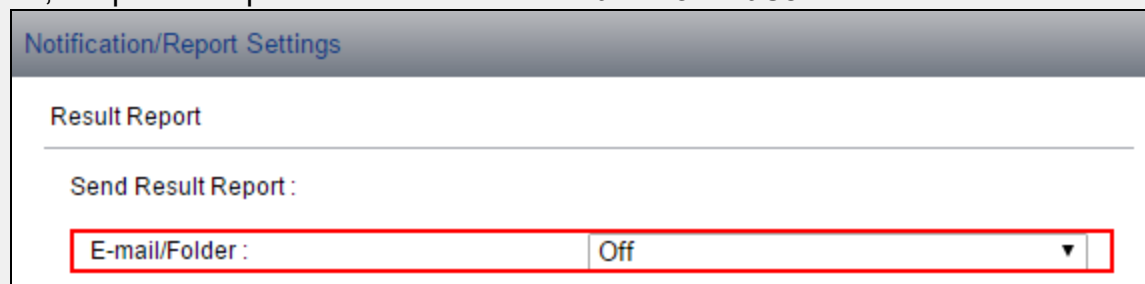 Notification/Report Settings
Result Report
Send Result Report :
E-mail/Folder :	Off